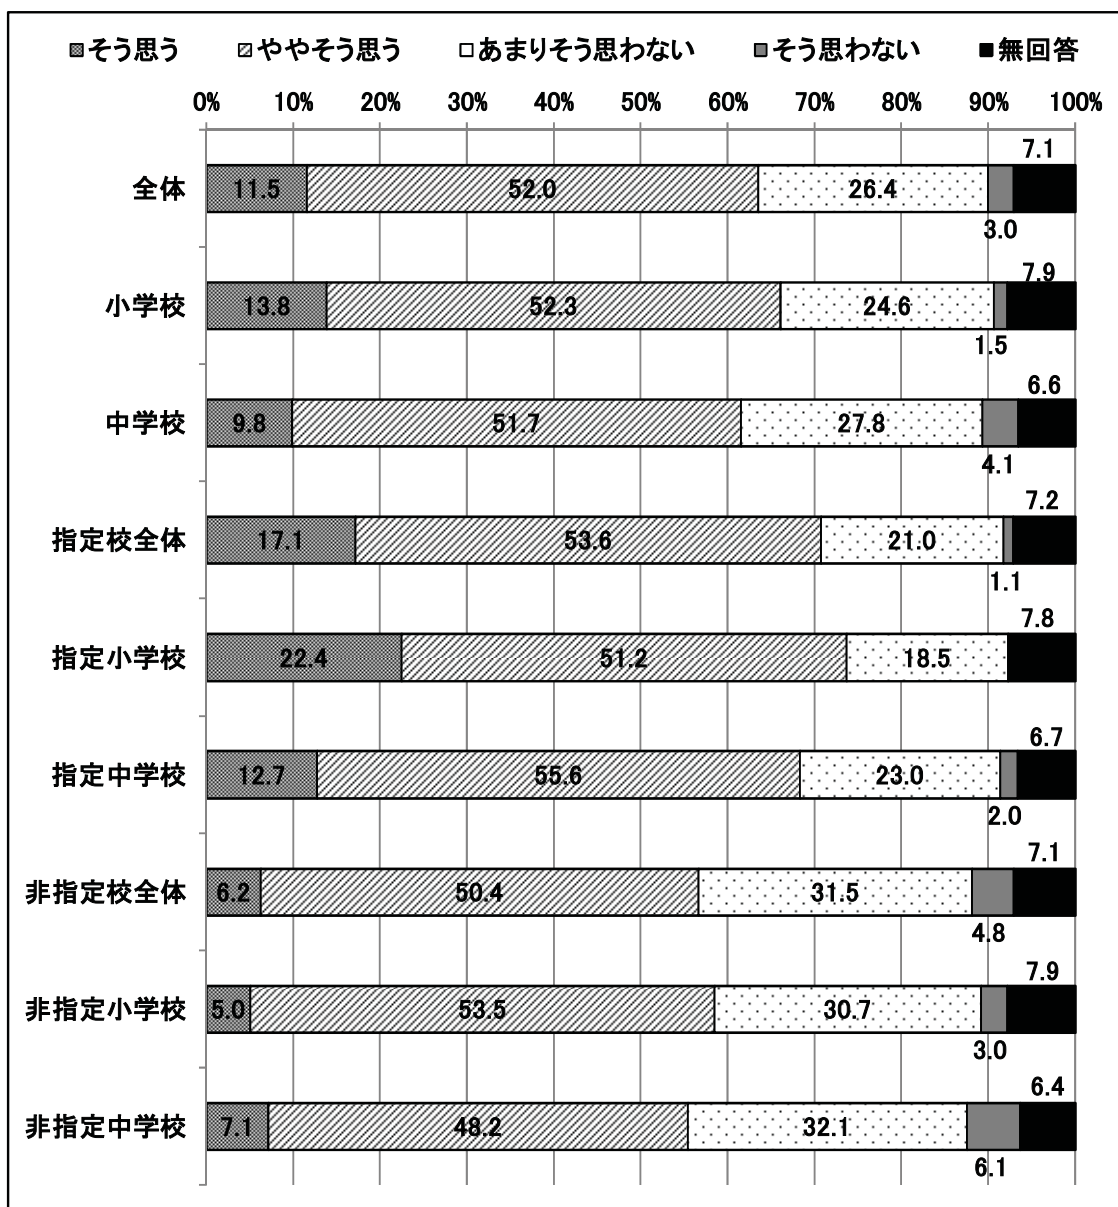 そう思う ややそう思う あまりそう思わない そう思わない 無回答
0% 10% 20% 30% 40% 50% 60% 70% 80% 90% 100%
7.1
全体 11.5 52.0 26.4
3.0
7.9
小学校 13.8 52.3 24.6
1.5
6.6
中学校 9.8 51.7 27.8
4.1
7.2
指定校全体 17.1 53.6 21.0
1.1
7.8
指定小学校 22.4 51.2 18.5
6.7
指定中学校 12.7 55.6 23.0
2.0
7.1
非指定校全体 6.2 50.4 31.5
4.8
7.9
非指定小学校 5.0 53.5 30.7
3.0
6.4
非指定中学校 7.1 48.2 32.1
6.1